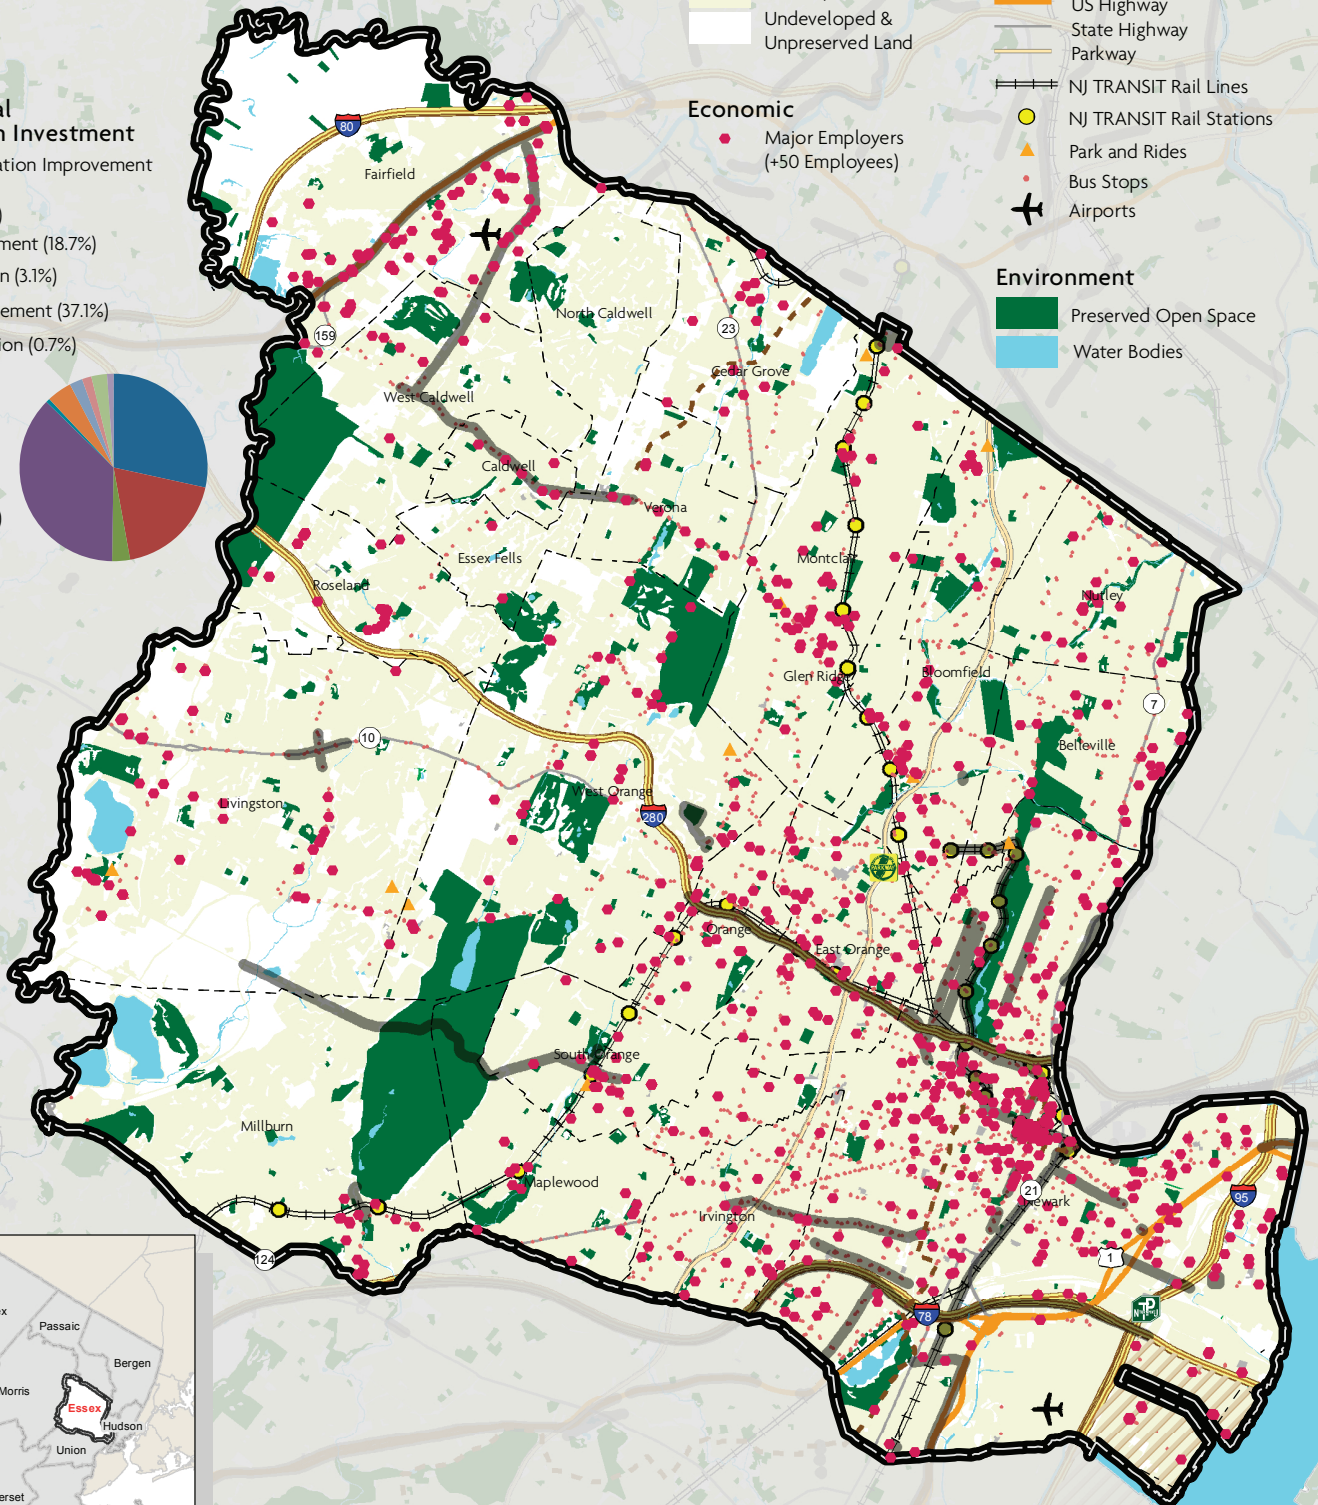 al
n Investment
ation Improvement
)
ment (18.7%)
n (3.1%)
ement (37.1%)
ion (0.7%)
)
Undeveloped &
Unpreserved Land
Economic
Major Employers
(+50 Employees)
US Highway
State Highway
Parkway
NJ TRANSIT Rail Lines
NJ TRANSIT Rail Stations
Park and Rides
Bus Stops
Airports
Environment
Preserved Open Space
Water Bodies
80
Fairfield
North Caldwell
159
23
Cedar Grove
West Caldwell
Caldwell
Verona
Essex Fells
Montclair
Roseland
Nutley
Glen Ridge
Bloomfield
7
10
Belleville
Livingston
West Orange
280
Orange
East Orange
South Orange
Millburn
Maplewood
Irvington
21
Newark
95
1
124
78
Passaic
Bergen
Morris
Essex
Hudson
Union
ex
erset